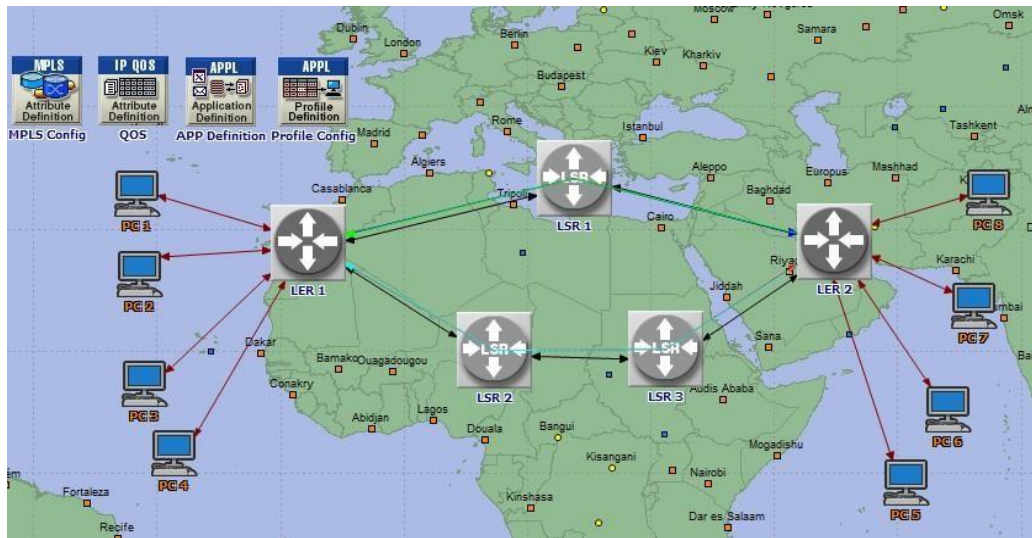 Dublin
London
Berlin
Moscow
Samara
Omsk
Kiev
Kharkiv
MPLS
Attribute
Definition
MPLS Config
IP QOS
Attribute
Definition
QOS
APPL
Application
Definition
APP Definition
APPL
Profile
Definition
Profile Config
Budapest
Madrid
Rome
Istanbul
Tashkent
Algiers
Aleppo
Europus
Mashhad
Casablanca
Tripoli
LSR
LSR 1
Baghdad
Cairo
PC 1
PC 8
LER 1
LER 2
Karachi
PC 2
Jiddah
PC 7
Dakar
Sana
Bamako
Ouagadougou
LSR
LSR 2
LSR
LSR 3
Conakry
Audis Ababa
PC 3
Abidjan
Lagos
Douala
Bangui
Mogadishu
PC 6
PC 4
Kisangani
Nairobi
Fortaleza
Kinshasa
PC 5
Recife
Dar es Salaam